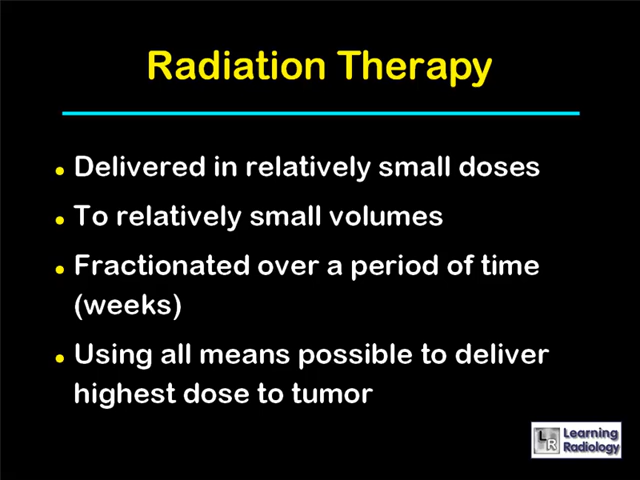 Radiation Therapy
Delivered in relatively small doses
To relatively small volumes
Fractionated over a period of time
(weeks)
Using all means possible to deliver
highest dose to tumor
LR Learning
Radiology